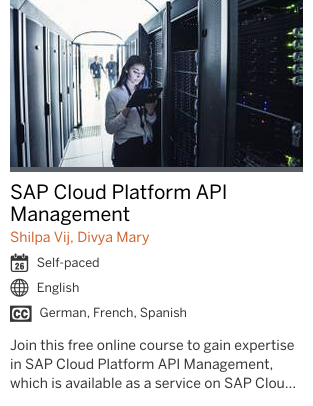 SAP Cloud Platform API
Management
Shilpa Vij, Divya Mary
26
Self-paced
English
CC
German, French, Spanish
Join this free online course to gain expertise
in SAP Cloud Platform API Management,
which is available as a service on SAP Clou...